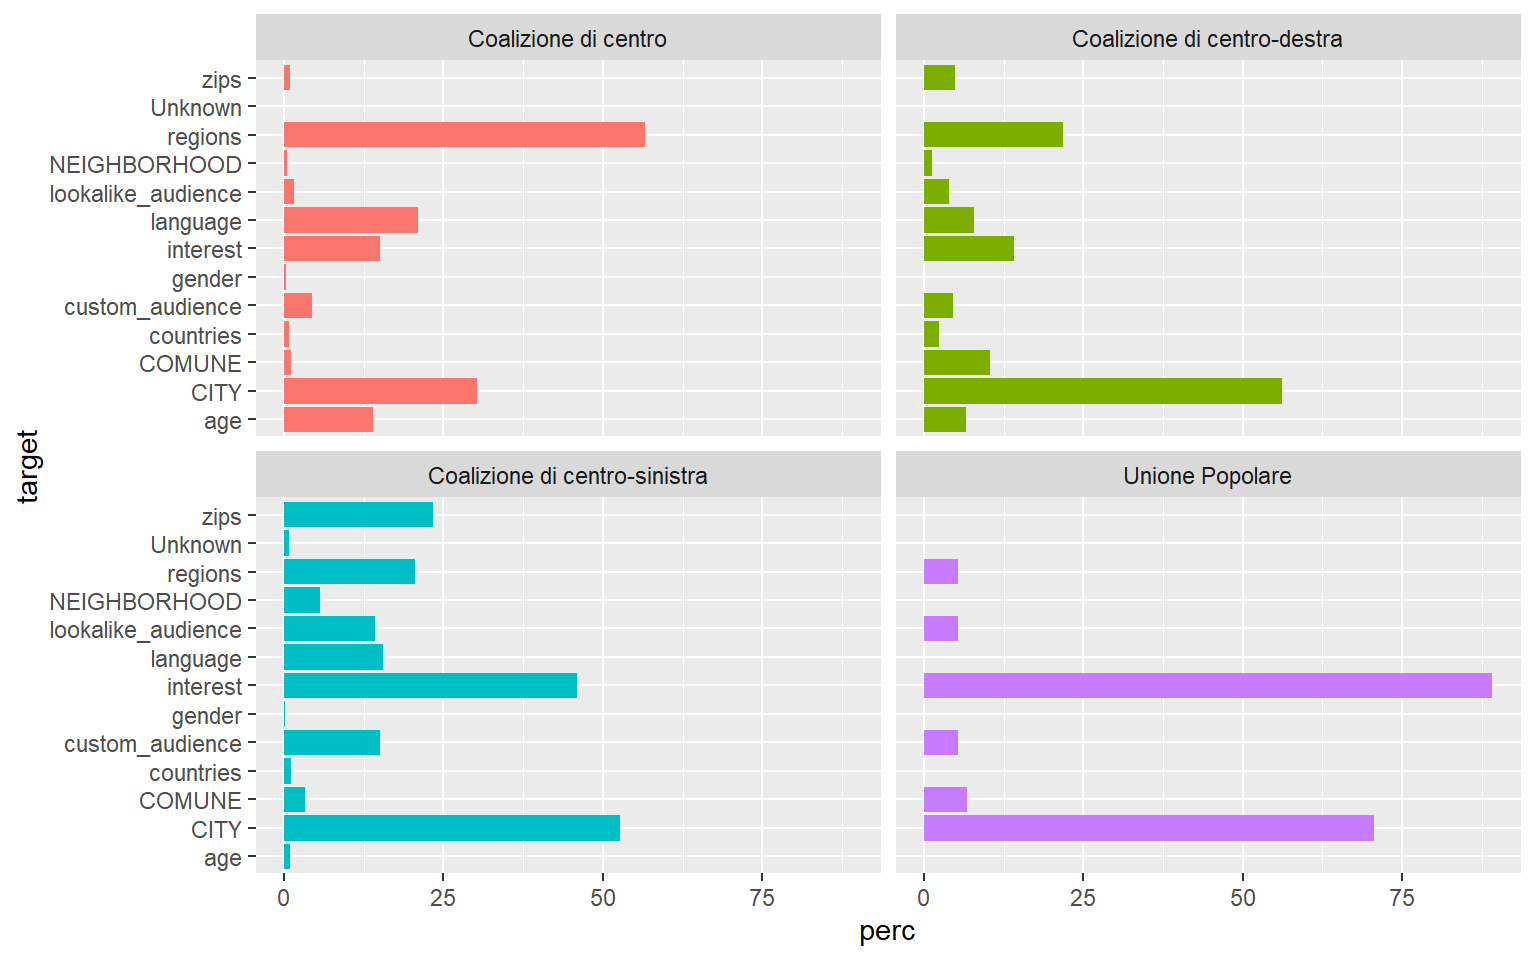 Coalizione di centro
Coalizione di centro-destra
zips
Unknown
regions
NEIGHBORHOOD
lookalike_audience
language
interest
gender
custom_audience
countries
COMUNE
CITY
age
target
Coalizione di centro-sinistra
Unione Popolare
zips
Unknown
regions
NEIGHBORHOOD
lookalike_audience
language
interest
gender
custom_audience
countries
COMUNE
CITY
age
0 25 50 75 0 25 50 75
perc